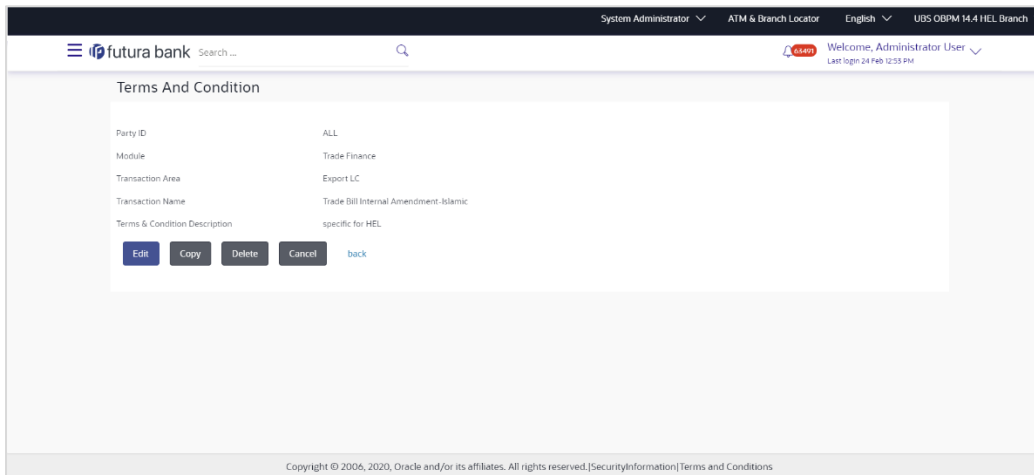 System Administrator ATM & Branch Locator English UBS OBPM 14.4 HEL Branch
futura bank Search ... 63491 Welcome, Administrator User
Last login 24 Feb 12:53 PM
Terms And Condition
Party ID ALL
Module Trade Finance
Transaction Area Export LC
Transaction Name Trade Bill Internal Amendment-Islamic
Terms & Condition Description specific for HEL
Edit Copy Delete Cancel back
Copyright © 2006, 2020, Oracle and/or its affiliates. All rights reserved.|SecurityInformation|Terms and Conditions